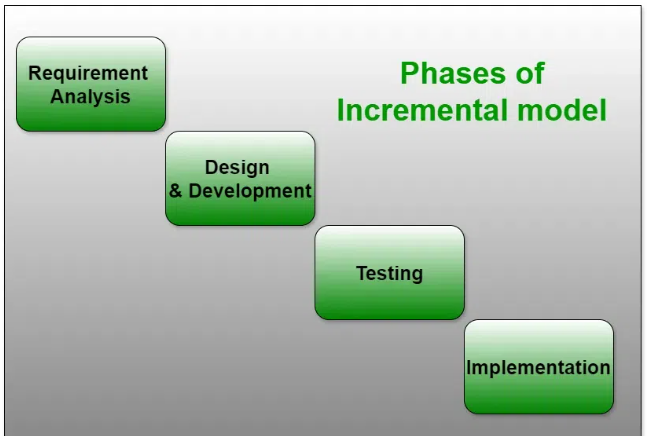 Phases of
Incremental model
Requirement
Analysis
Design
& Development
Testing
Implementation